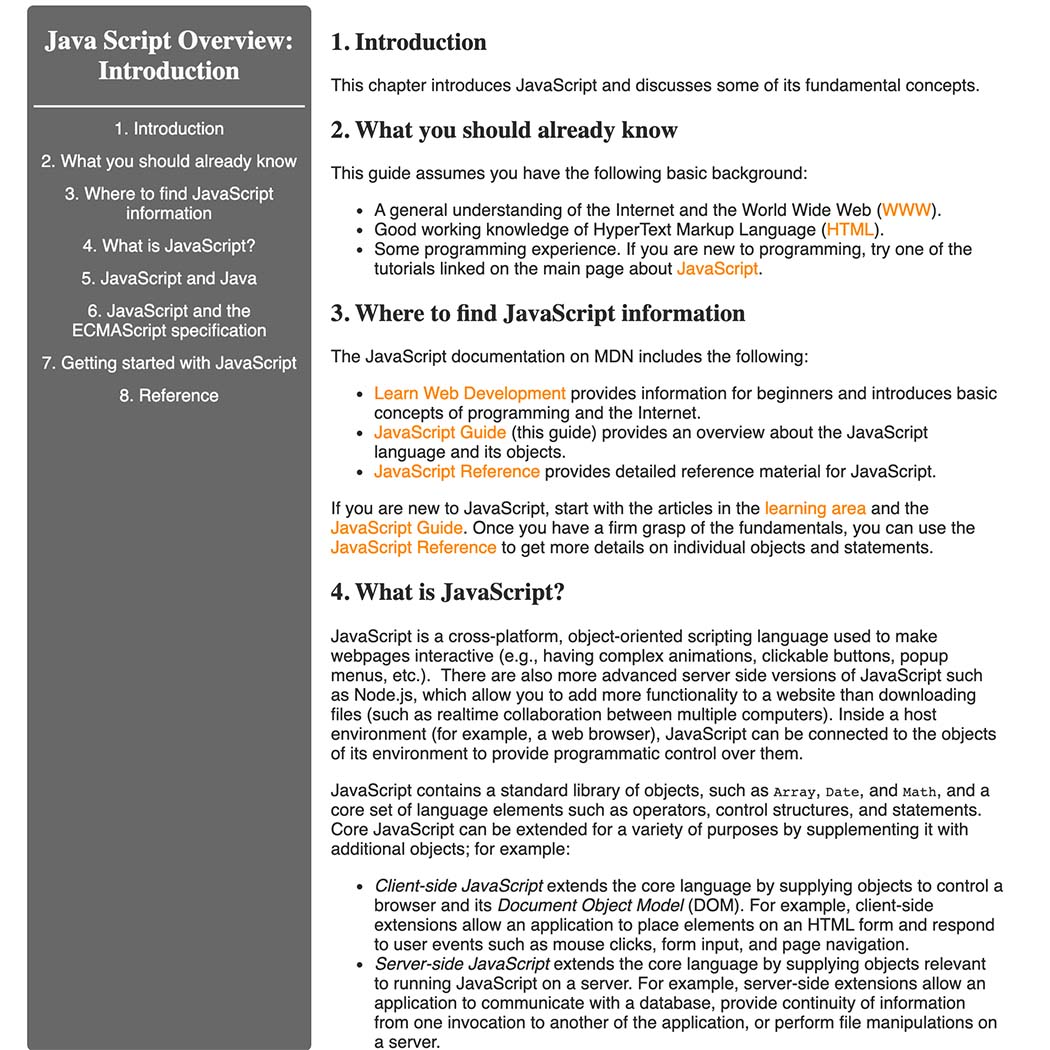 Java Script Overview:
Introduction
1. Introduction
2. What you should already know
3. Where to find JavaScript
information
4. What is JavaScript?
5. JavaScript and Java
6. JavaScript and the
ECMAScript specification
7. Getting started with JavaScript
8. Reference
1. Introduction
This chapter introduces JavaScript and discusses some of its fundamental concepts.
2. What you should already know
This guide assumes you have the following basic background:
• A general understanding of the Internet and the World Wide Web (WWW).
• Good working knowledge of HyperText Markup Language (HTML).
• Some programming experience. If you are new to programming, try one of the
tutorials linked on the main page about JavaScript.
3. Where to find JavaScript information
The JavaScript documentation on MDN includes the following:
• Learn Web Development provides information for beginners and introduces basic
concepts of programming and the Internet.
• JavaScript Guide (this guide) provides an overview about the JavaScript
language and its objects.
• JavaScript Reference provides detailed reference material for JavaScript.
If you are new to JavaScript, start with the articles in the learning area and the
JavaScript Guide. Once you have a firm grasp of the fundamentals, you can use the
JavaScript Reference to get more details on individual objects and statements.
4. What is JavaScript?
JavaScript is a cross-platform, object-oriented scripting language used to make
webpages interactive (e.g., having complex animations, clickable buttons, popup
menus, etc.).  There are also more advanced server side versions of JavaScript such
as Node.js, which allow you to add more functionality to a website than downloading
files (such as realtime collaboration between multiple computers). Inside a host
environment (for example, a web browser), JavaScript can be connected to the objects
of its environment to provide programmatic control over them.
JavaScript contains a standard library of objects, such as Array, Date, and Math, and a
core set of language elements such as operators, control structures, and statements.
Core JavaScript can be extended for a variety of purposes by supplementing it with
additional objects; for example:
• Client-side JavaScript extends the core language by supplying objects to control a
browser and its Document Object Model (DOM). For example, client-side
extensions allow an application to place elements on an HTML form and respond
to user events such as mouse clicks, form input, and page navigation.
• Server-side JavaScript extends the core language by supplying objects relevant
to running JavaScript on a server. For example, server-side extensions allow an
application to communicate with a database, provide continuity of information
from one invocation to another of the application, or perform file manipulations on
a server.